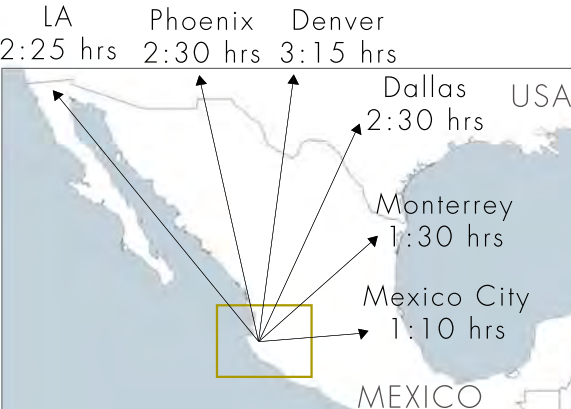 LA
2:25 hrs
Phoenix
2:30 hrs
Denver
3:15 hrs
Dallas
2:30 hrs
USA
Monterrey
1:30 hrs
Mexico City
1:10 hrs
MEXICO